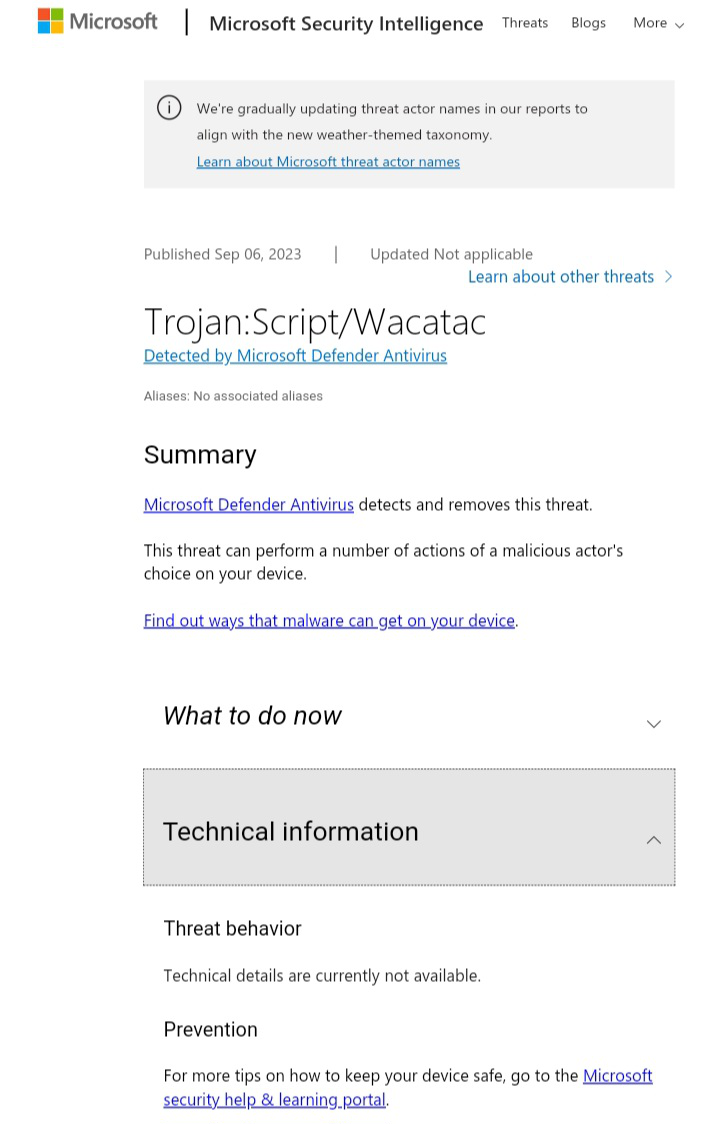 Microsoft | Microsoft Security Intelligence Threats Blogs More
We're gradually updating threat actor names in our reports to
align with the new weather-themed taxonomy.
Learn about Microsoft threat actor names
Published Sep 06, 2023 | Updated Not applicable
Learn about other threats
Trojan:Script/Wacatac
Detected by Microsoft Defender Antivirus
Aliases: No associated aliases
Summary
Microsoft Defender Antivirus detects and removes this threat.
This threat can perform a number of actions of a malicious actor's
choice on your device.
Find out ways that malware can get on your device.
What to do now
Technical information
Threat behavior
Technical details are currently not available.
Prevention
For more tips on how to keep your device safe, go to the Microsoft
security help & learning portal.